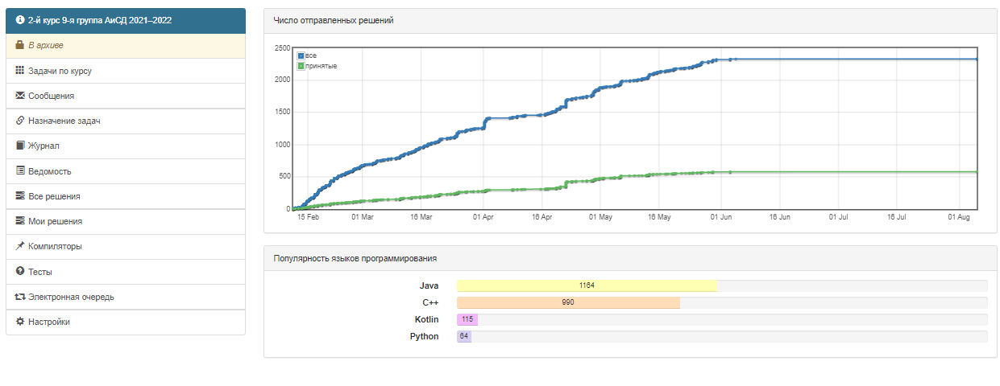 2-й курс 9-я группа АиСД 2021–2022
В архиве
Задачи по курсу
Сообщения
Назначение задач
Журнал
Ведомость
Все решения
Мои решения
Компиляторы
Тесты
Электронная очередь
Настройки
Число отправленных решений
2500
2000
1500
1000
500
0
все
принятые
15 Feb 01 Mar 16 Mar 01 Apr 16 Apr 01 May 16 May 01 Jun 16 Jun 01 Jul 16 Jul 01 Aug
Популярность языков программирования
Java 1164
C++ 990
Kotlin 115
Python 64